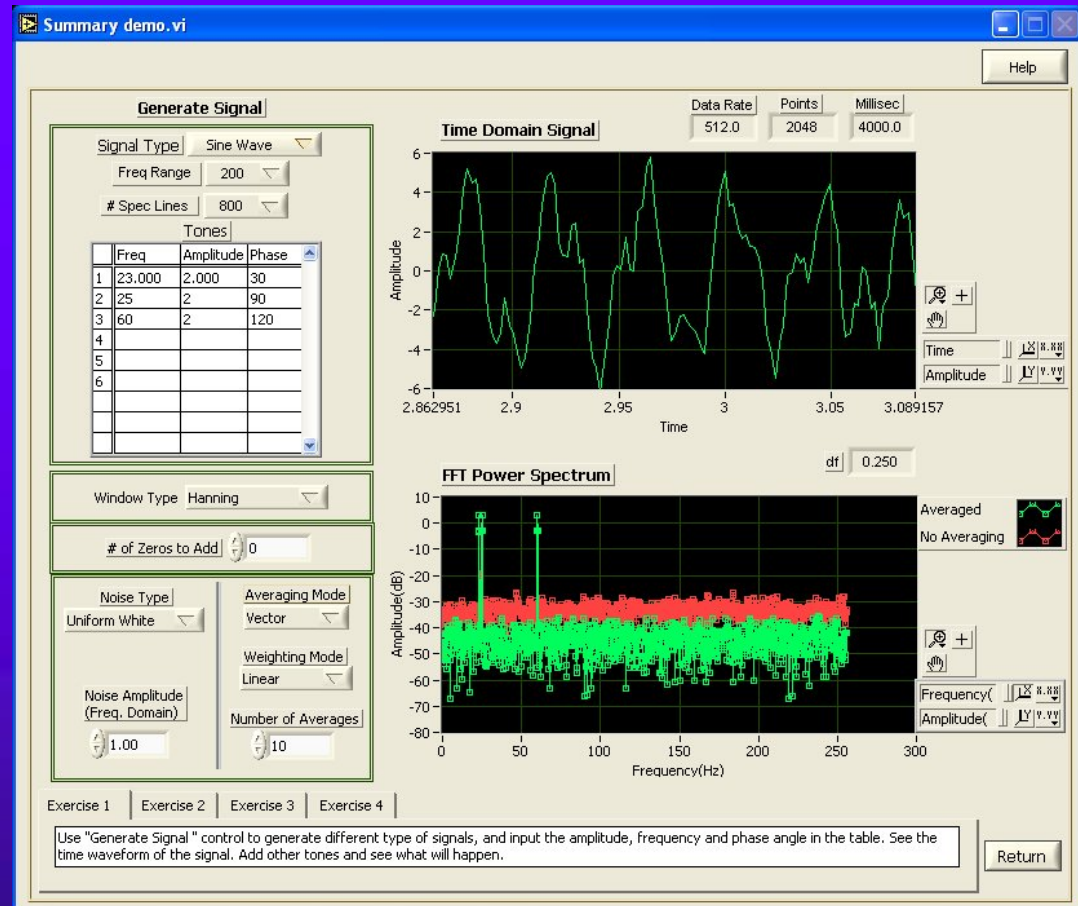 Summary demo.vi
Help
Generate Signal
Signal Type Sine Wave
Freq Range 200
# Spec Lines 800
Tones
Freq Amplitude Phase
1 23.000 2.000 30
2 25 2 90
3 60 2 120
4
5
6
Window Type Hanning
# of Zeros to Add 0
Noise Type
Uniform White
Noise Amplitude
(Freq. Domain)
1.00
Averaging Mode
Vector
Weighting Mode
Linear
Number of Averages
10
Time Domain Signal
Data Rate Points Millisec
512.0 2048 4000.0
6
4
2
0
-2
-4
-6
Amplitude
2.862951 2.9 2.95 3 3.05 3.089157
Time
Time X x.xx
Amplitude Y y.yy
FFT Power Spectrum
df 0.250
10
0
-10
-20
-30
-40
-50
-60
-70
-80
Amplitude(dB)
0 50 100 150 200 250 300
Frequency(Hz)
Averaged
No Averaging
Frequency( X x.xx
Amplitude( Y y.yy
Exercise 1 Exercise 2 Exercise 3 Exercise 4
Use "Generate Signal " control to generate different type of signals, and input the amplitude, frequency and phase angle in the table. See the
time waveform of the signal. Add other tones and see what will happen.
Return